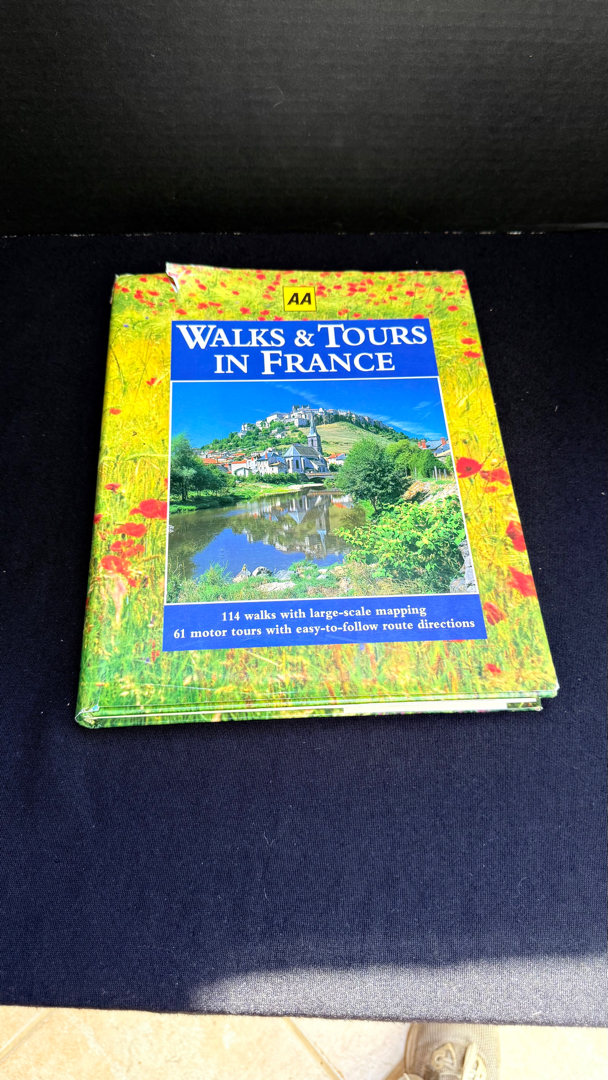 AA
WALKS & TOURS
IN FRANCE
114 walks with large-scale mapping
61 motor tours with easy-to-follow route directions